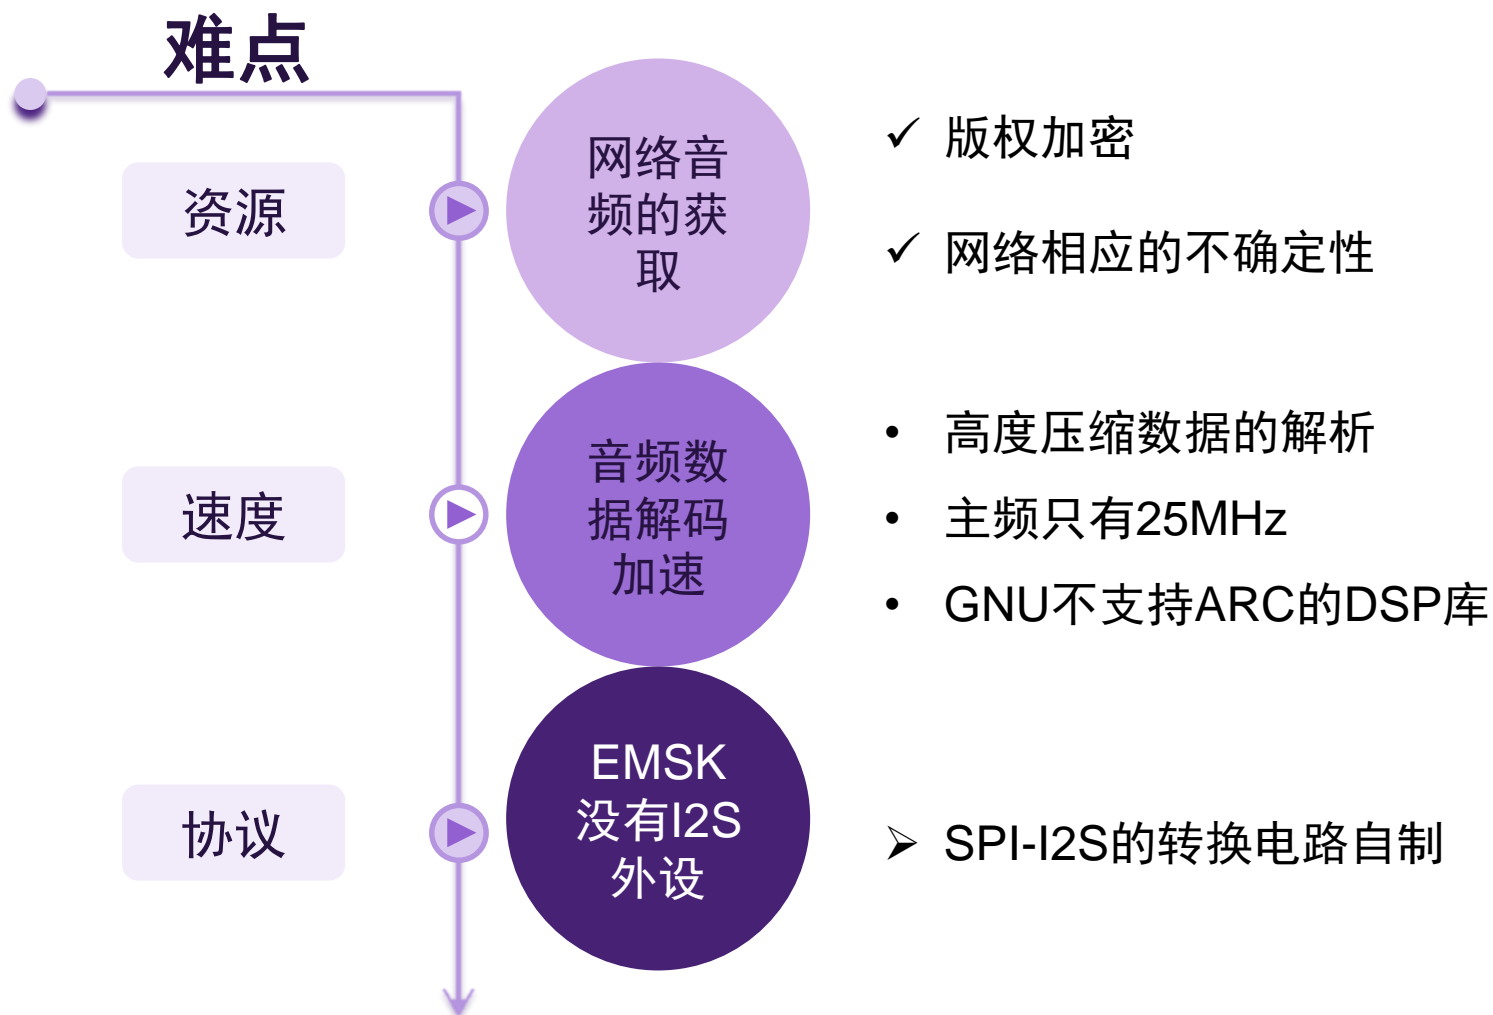 难点
资源
网络音
频的获
取
版权加密
网络相应的不确定性
速度
音频数
据解码
加速
高度压缩数据的解析
主频只有25MHz
GNU不支持ARC的DSP库
协议
EMSK
没有I2S
外设
SPI-I2S的转换电路自制